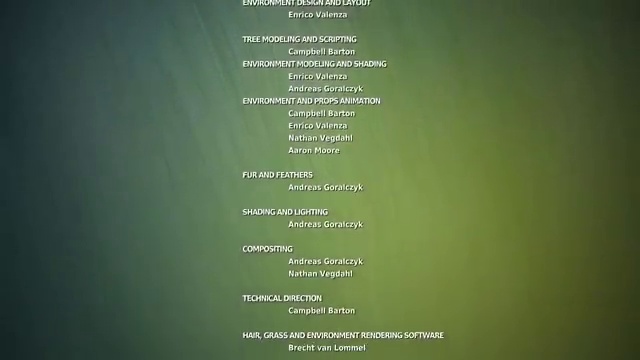 ENVIRONMENT DESIGN AND LAYOUT
Enrico Valenza
TREE MODELING AND SCRIPTING
Campbell Barton
ENVIRONMENT MODELING AND SHADING
Enrico Valenza
Andreas Goralczyk
ENVIRONMENT AND PROPS ANIMATION
Campbell Barton
Enrico Valenza
Nathan Vegdahl
Aaron Moore
FUR AND FEATHERS
Andreas Goralczyk
SHADING AND LIGHTING
Andreas Goralczyk
COMPOSITING
Andreas Goralczyk
Nathan Vegdahl
TECHNICAL DIRECTION
Campbell Barton
HAIR, GRASS AND ENVIRONMENT RENDERING SOFTWARE
Brecht van Lommel